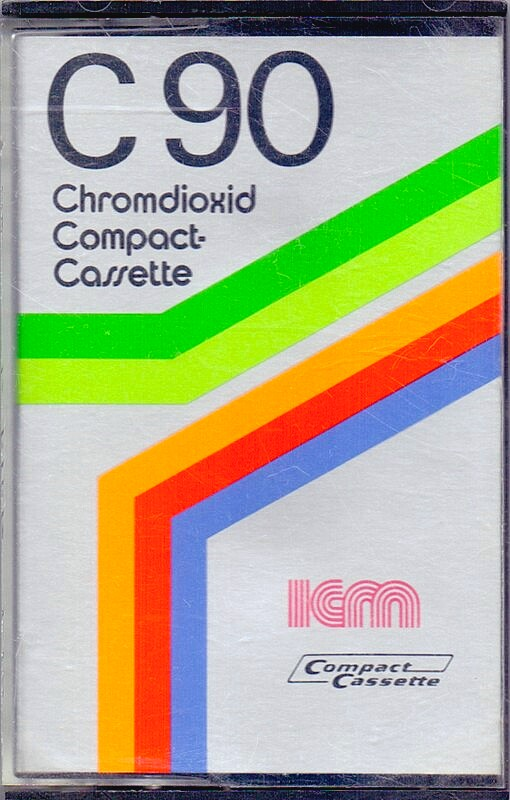 C 90
Chromdioxid
Compact-
Cassette
ICM
Compact
Cassette